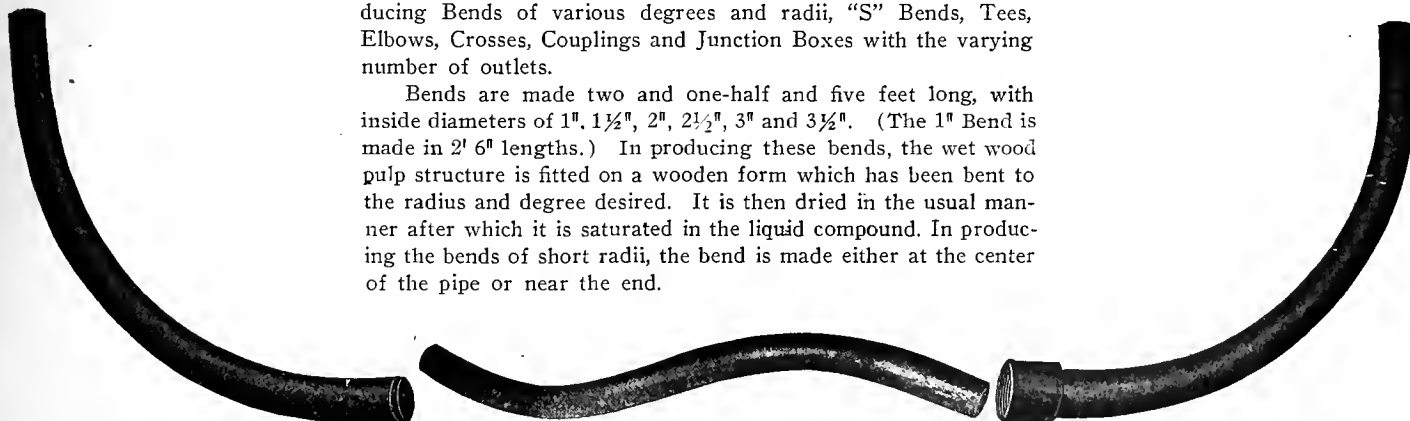 ducing Bends of various degrees and radii, “S” Bends, Tees,
Elbows, Crosses, Couplings and Junction Boxes with the varying
number of outlets.
Bends are made two and one-half and five feet long, with
inside diameters of 1", 1½", 2", 2½", 3" and 3½". (The 1" Bend is
made in 2' 6" lengths.) In producing these bends, the wet wood
pulp structure is fitted on a wooden form which has been bent to
the radius and degree desired. It is then dried in the usual man-
ner after which it is saturated in the liquid compound. In produc-
ing the bends of short radii, the bend is made either at the center
of the pipe or near the end.